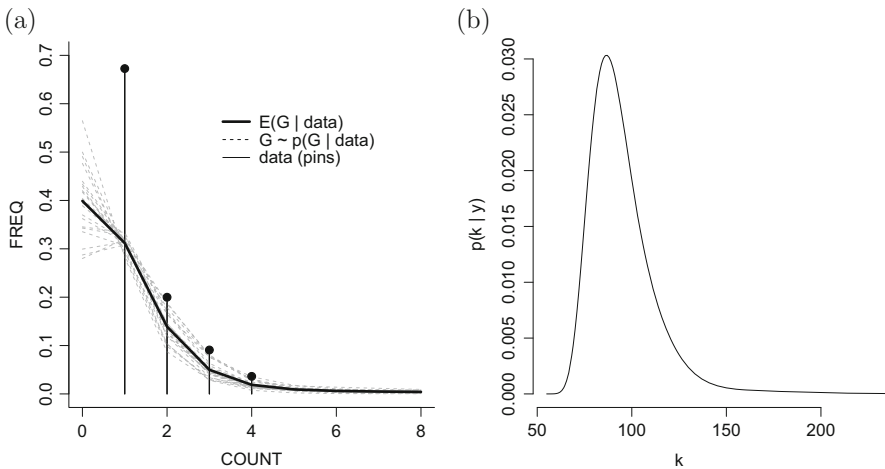 (a)
0.7
0.6
0.5
0.4
0.3
0.2
0.1
0.0
FREQ
E(G | data)
G ~ p(G | data)
data (pins)
0 2 4 6 8
COUNT
(b)
0.030
0.025
0.020
0.015
0.010
0.005
0.000
p(k | y)
50 100 150 200
k